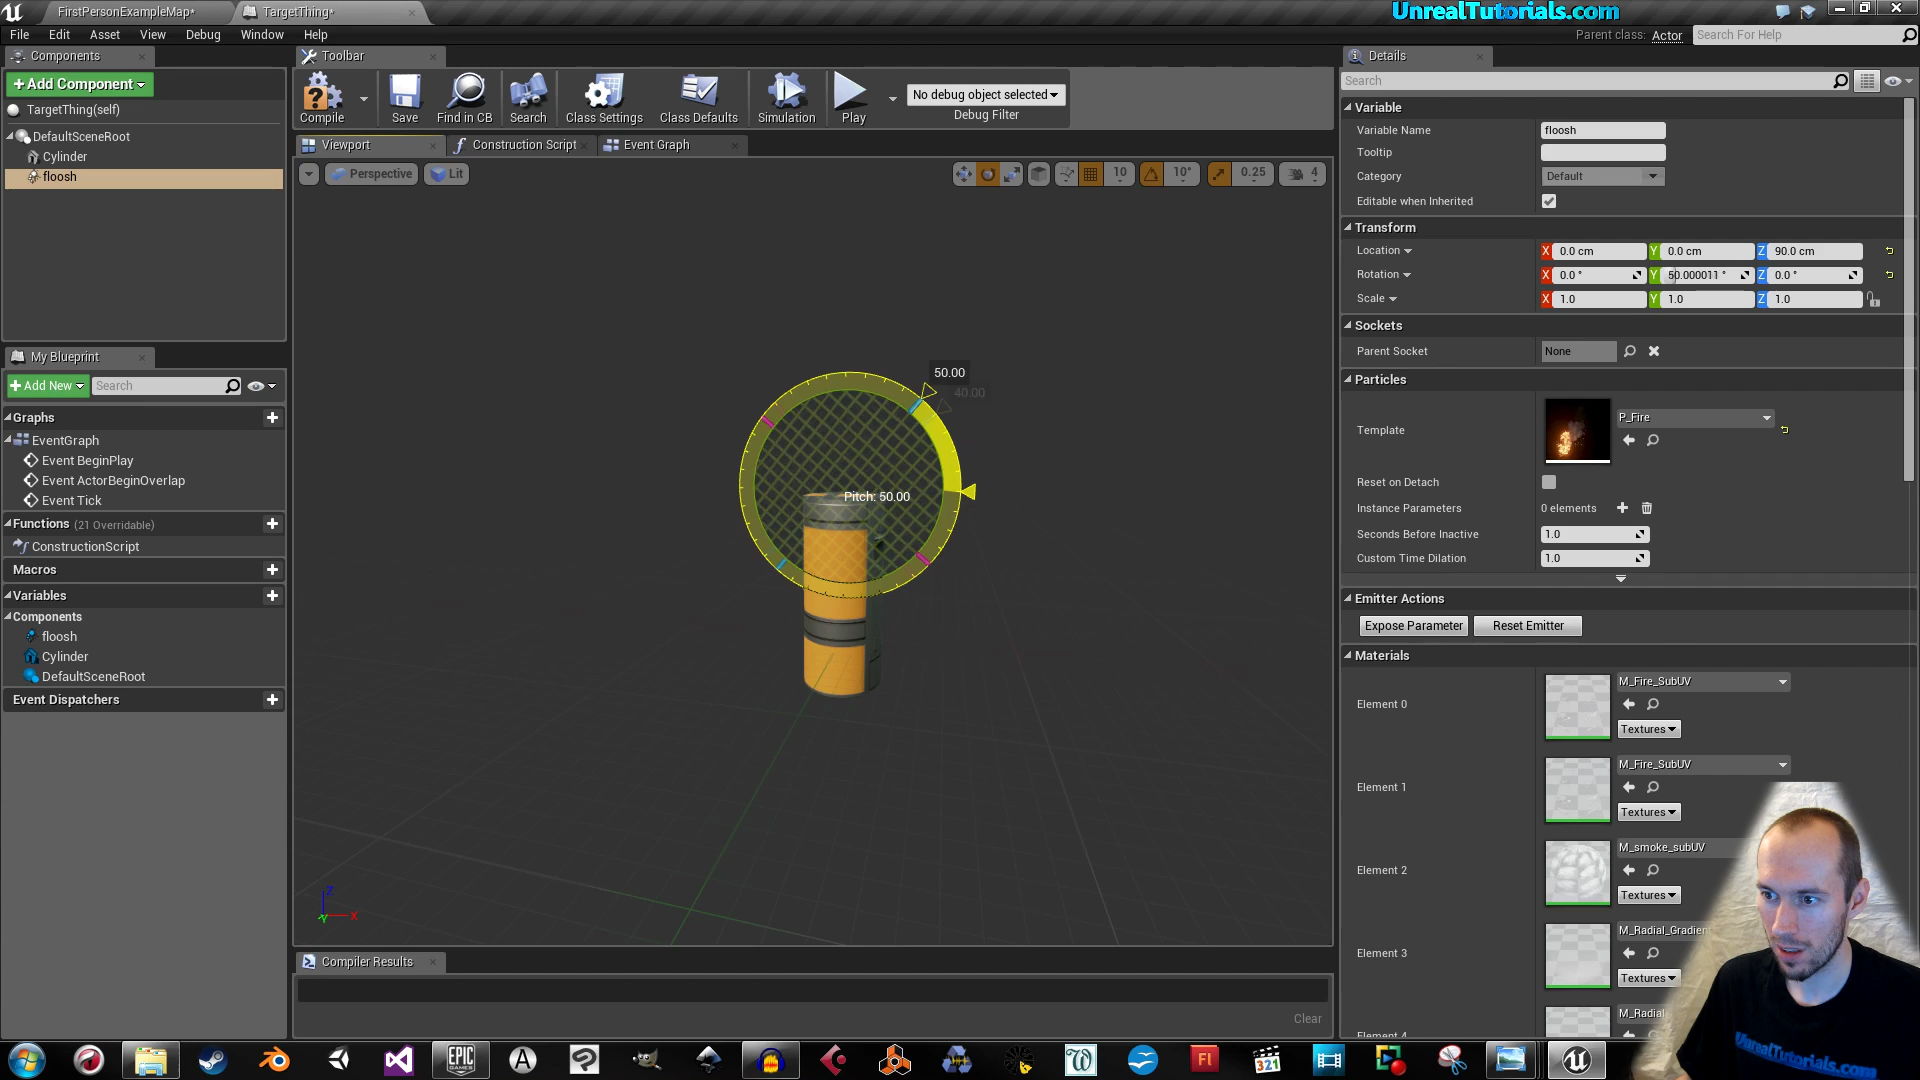 FirstPersonExampleMap*
TargetThing*
UnrealTutorials.com
File Edit Asset View Debug Window Help
Parent class: Actor
Search For Help
Components
+Add Component
TargetThing(self)
DefaultSceneRoot
Cylinder
floosh
My Blueprint
+Add New
Search
Graphs
EventGraph
Event BeginPlay
Event ActorBeginOverlap
Event Tick
Functions (21 Overridable)
ConstructionScript
Macros
Variables
Components
floosh
Cylinder
DefaultSceneRoot
Event Dispatchers
Toolbar
Compile
Save
Find in CB
Search
Class Settings
Class Defaults
Simulation
Play
No debug object selected
Debug Filter
Viewport
Construction Script
Event Graph
Perspective
Lit
10
10°
0.25
4
50.00
40.00
Pitch: 50.00
Z
X
Y
Compiler Results
Clear
Details
Search
Variable
Variable Name floosh
Tooltip
Category Default
Editable when Inherited
Transform
Location X 0.0 cm Y 0.0 cm Z 90.0 cm
Rotation X 0.0 ° Y 50.000011 ° Z 0.0 °
Scale X 1.0 Y 1.0 Z 1.0
Sockets
Parent Socket None
Particles
Template P_Fire
Reset on Detach
Instance Parameters 0 elements
Seconds Before Inactive 1.0
Custom Time Dilation 1.0
Emitter Actions
Expose Parameter Reset Emitter
Materials
Element 0 M_Fire_SubUV
Textures
Element 1 M_Fire_SubUV
Textures
Element 2 M_smoke_subUV
Textures
Element 3 M_Radial_Gradien
Textures
Element 4 M_Radial
UnrealTutorials.com
EPIC GAMES
Fl
321